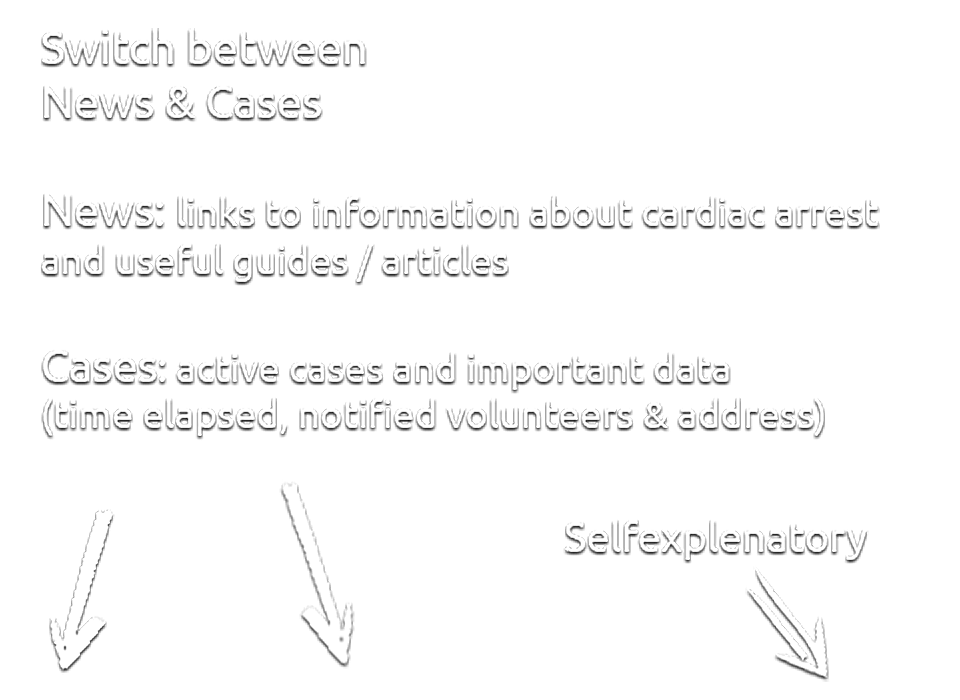 Switch between
News & Cases
News: links to information about cardiac arrest
and useful guides / articles
Cases: active cases and important data
(time elapsed, notified volunteers & address)
Selfexplenatory